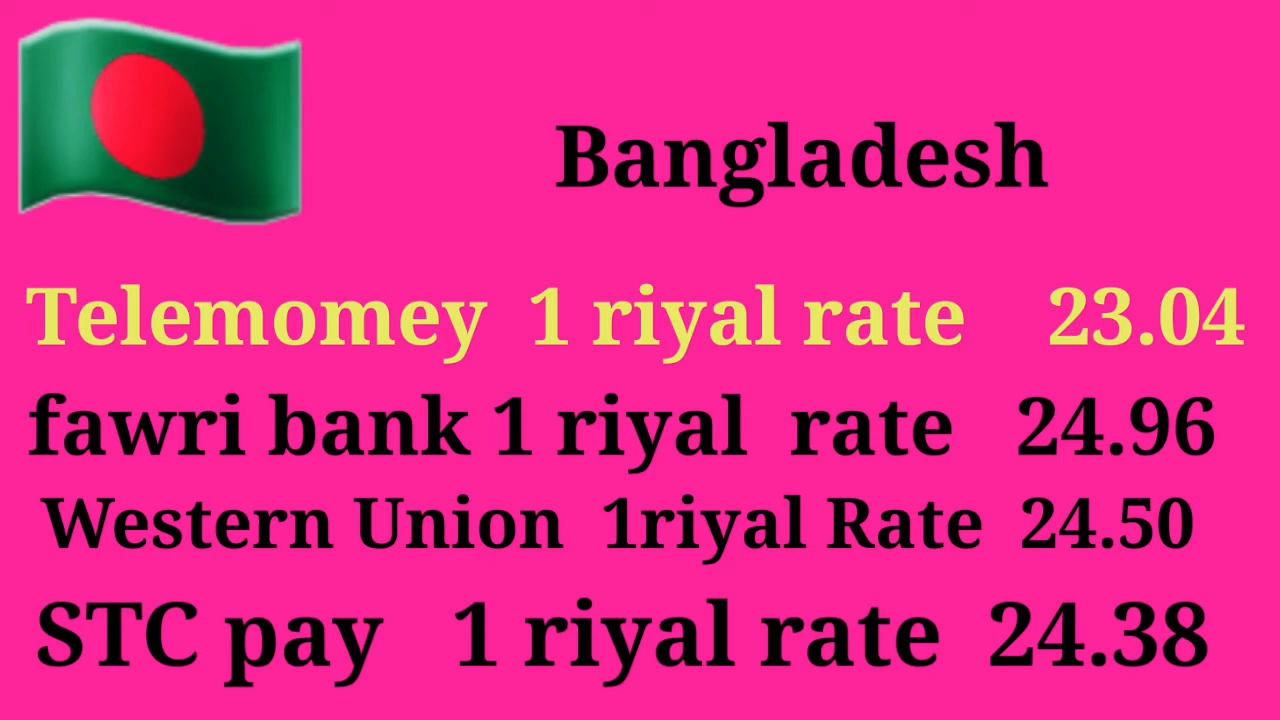 Bangladesh
Telemomey 1 riyal rate 23.04
fawri bank 1 riyal rate 24.96
Western Union 1riyal Rate 24.50
STC pay 1 riyal rate 24.38